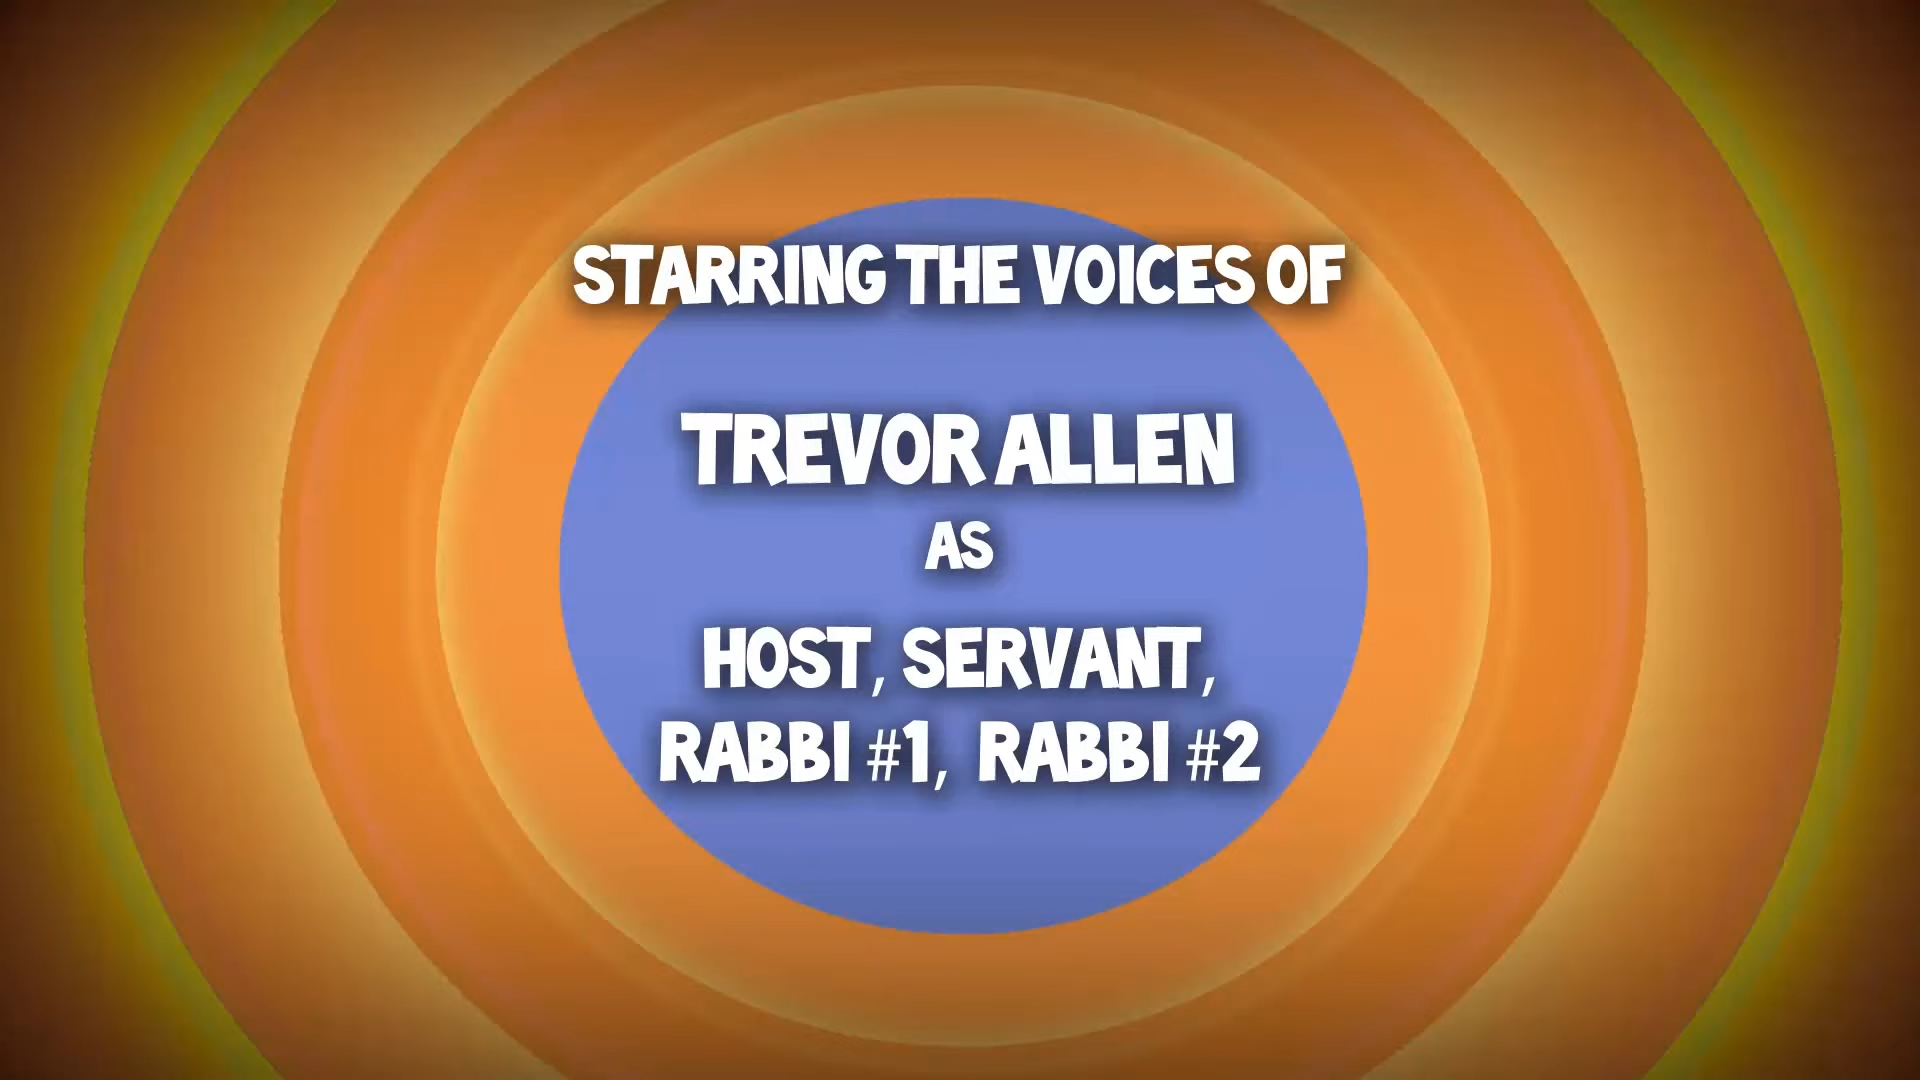 STARRING THE VOICES OF
TREVOR ALLEN
AS
HOST, SERVANT,
RABBI #1, RABBI #2